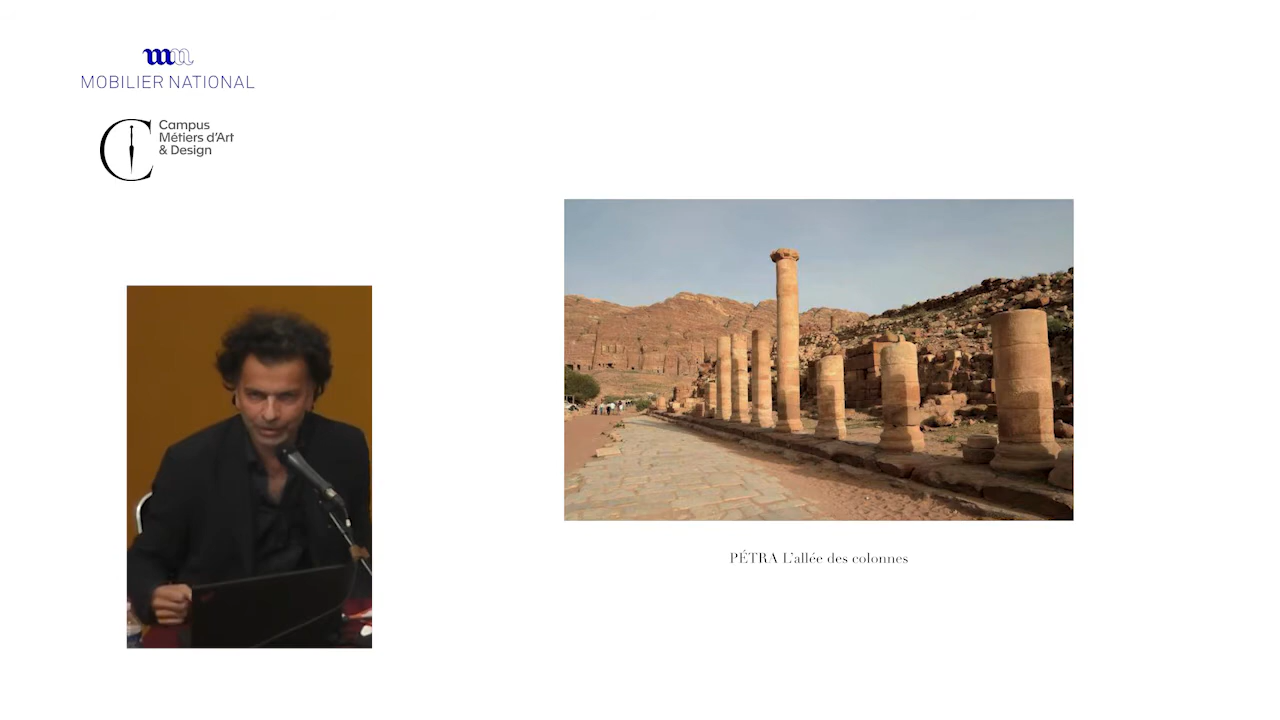 MOBILIER NATIONAL
Campus
Métiers d'Art
& Design
PÉTRA L'allée des colonnes